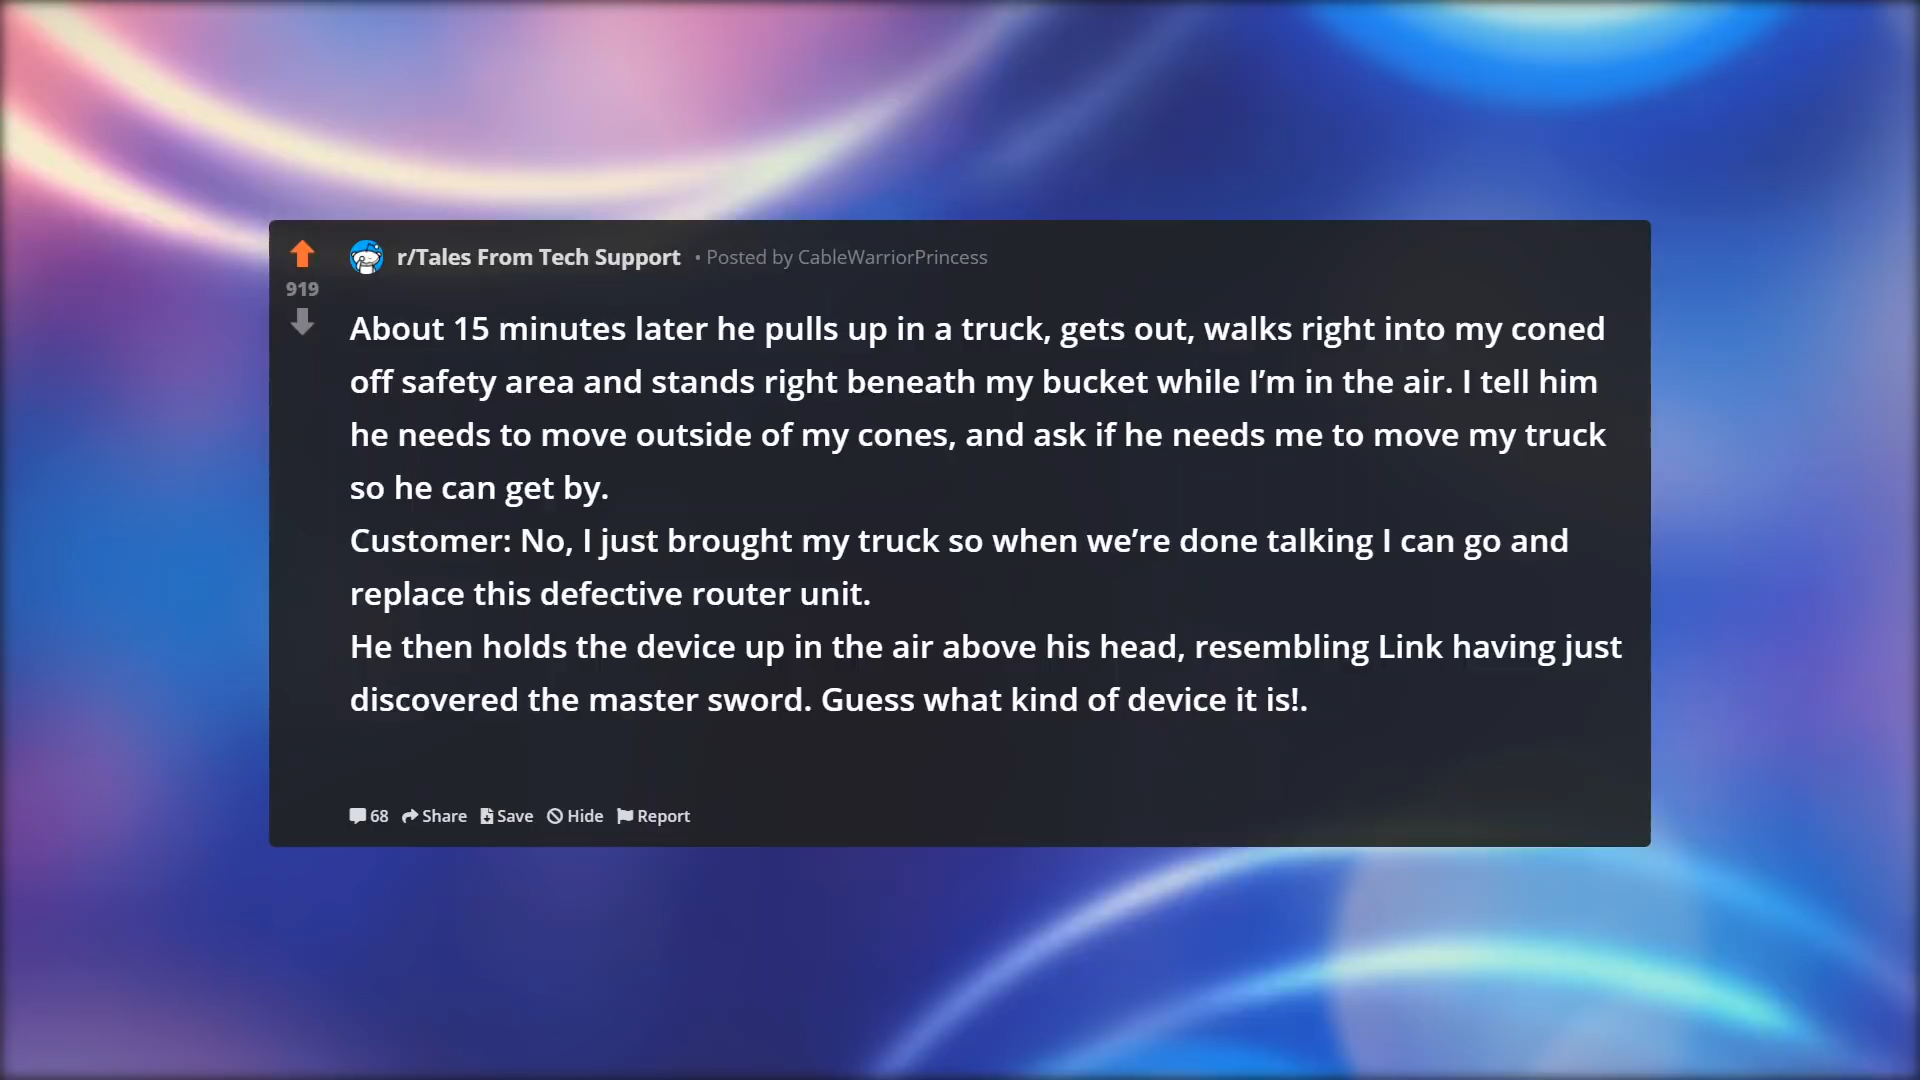 r/Tales From Tech Support • Posted by CableWarriorPrincess
919
About 15 minutes later he pulls up in a truck, gets out, walks right into my coned
off safety area and stands right beneath my bucket while I’m in the air. I tell him
he needs to move outside of my cones, and ask if he needs me to move my truck
so he can get by.
Customer: No, I just brought my truck so when we’re done talking I can go and
replace this defective router unit.
He then holds the device up in the air above his head, resembling Link having just
discovered the master sword. Guess what kind of device it is!.
68 Share Save Hide Report